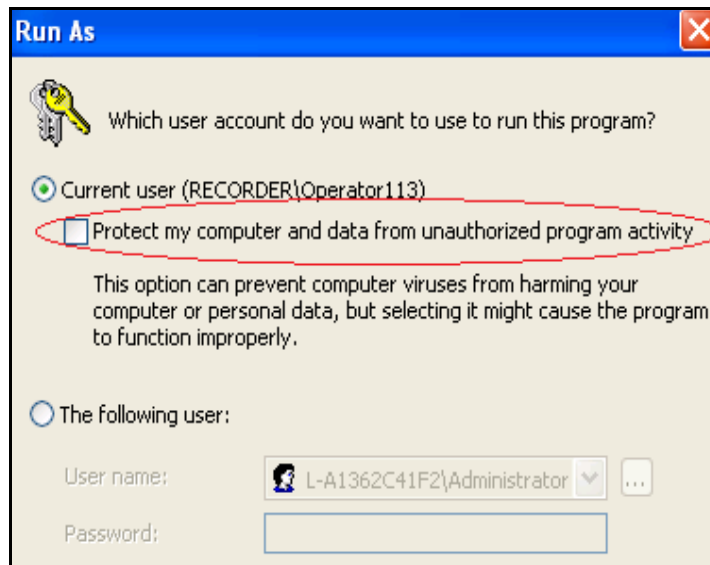 Run As
Which user account do you want to use to run this program?
Current user (RECORDER\Operator113)
Protect my computer and data from unauthorized program activity
This option can prevent computer viruses from harming your
computer or personal data, but selecting it might cause the program
to function improperly.
The following user:
User name:
L-A1362C41F2\Administrator
...
Password: